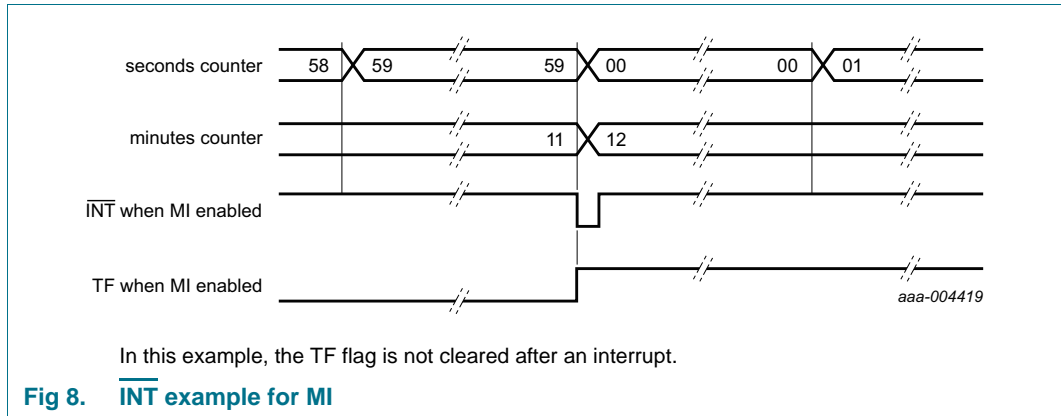 seconds counter 58 59 59 00 00 01
minutes counter 11 12
INT when MI enabled
TF when MI enabled
aaa-004419
In this example, the TF flag is not cleared after an interrupt.
Fig 8. INT example for MI